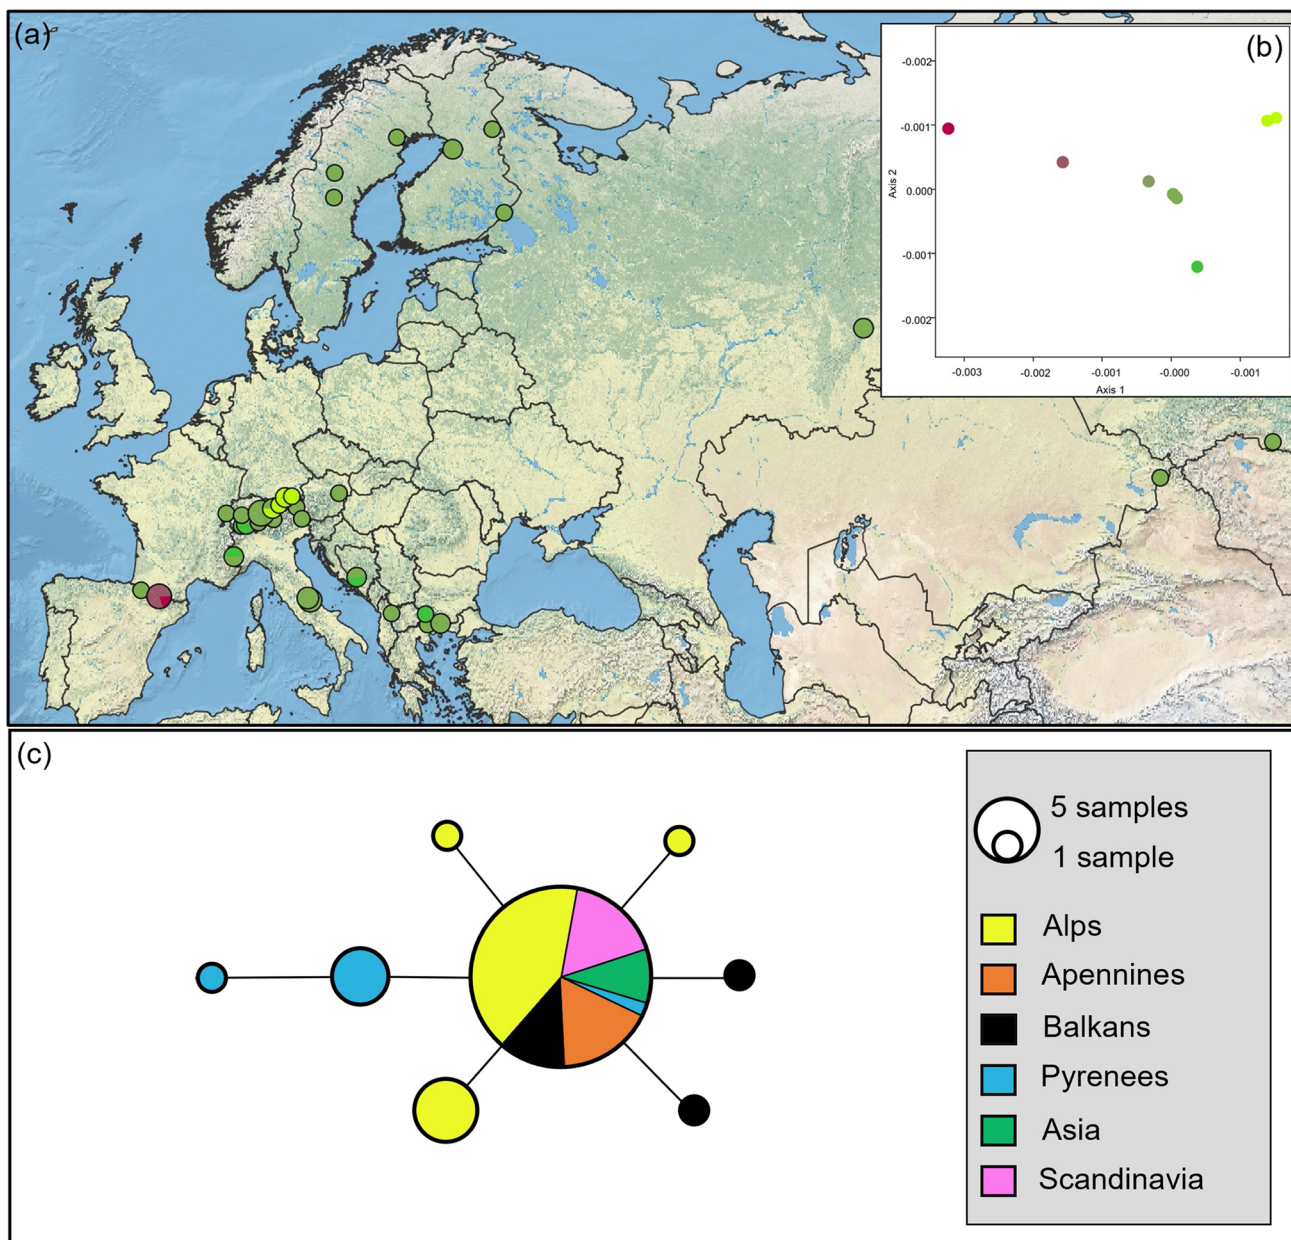 (a)
(b)
-0.002
-0.001
0.000
-0.001
-0.002
Axis 2
-0.003
-0.002
-0.001
-0.000
-0.001
Axis 1
(c)
5 samples
1 sample
Alps
Apennines
Balkans
Pyrenees
Asia
Scandinavia